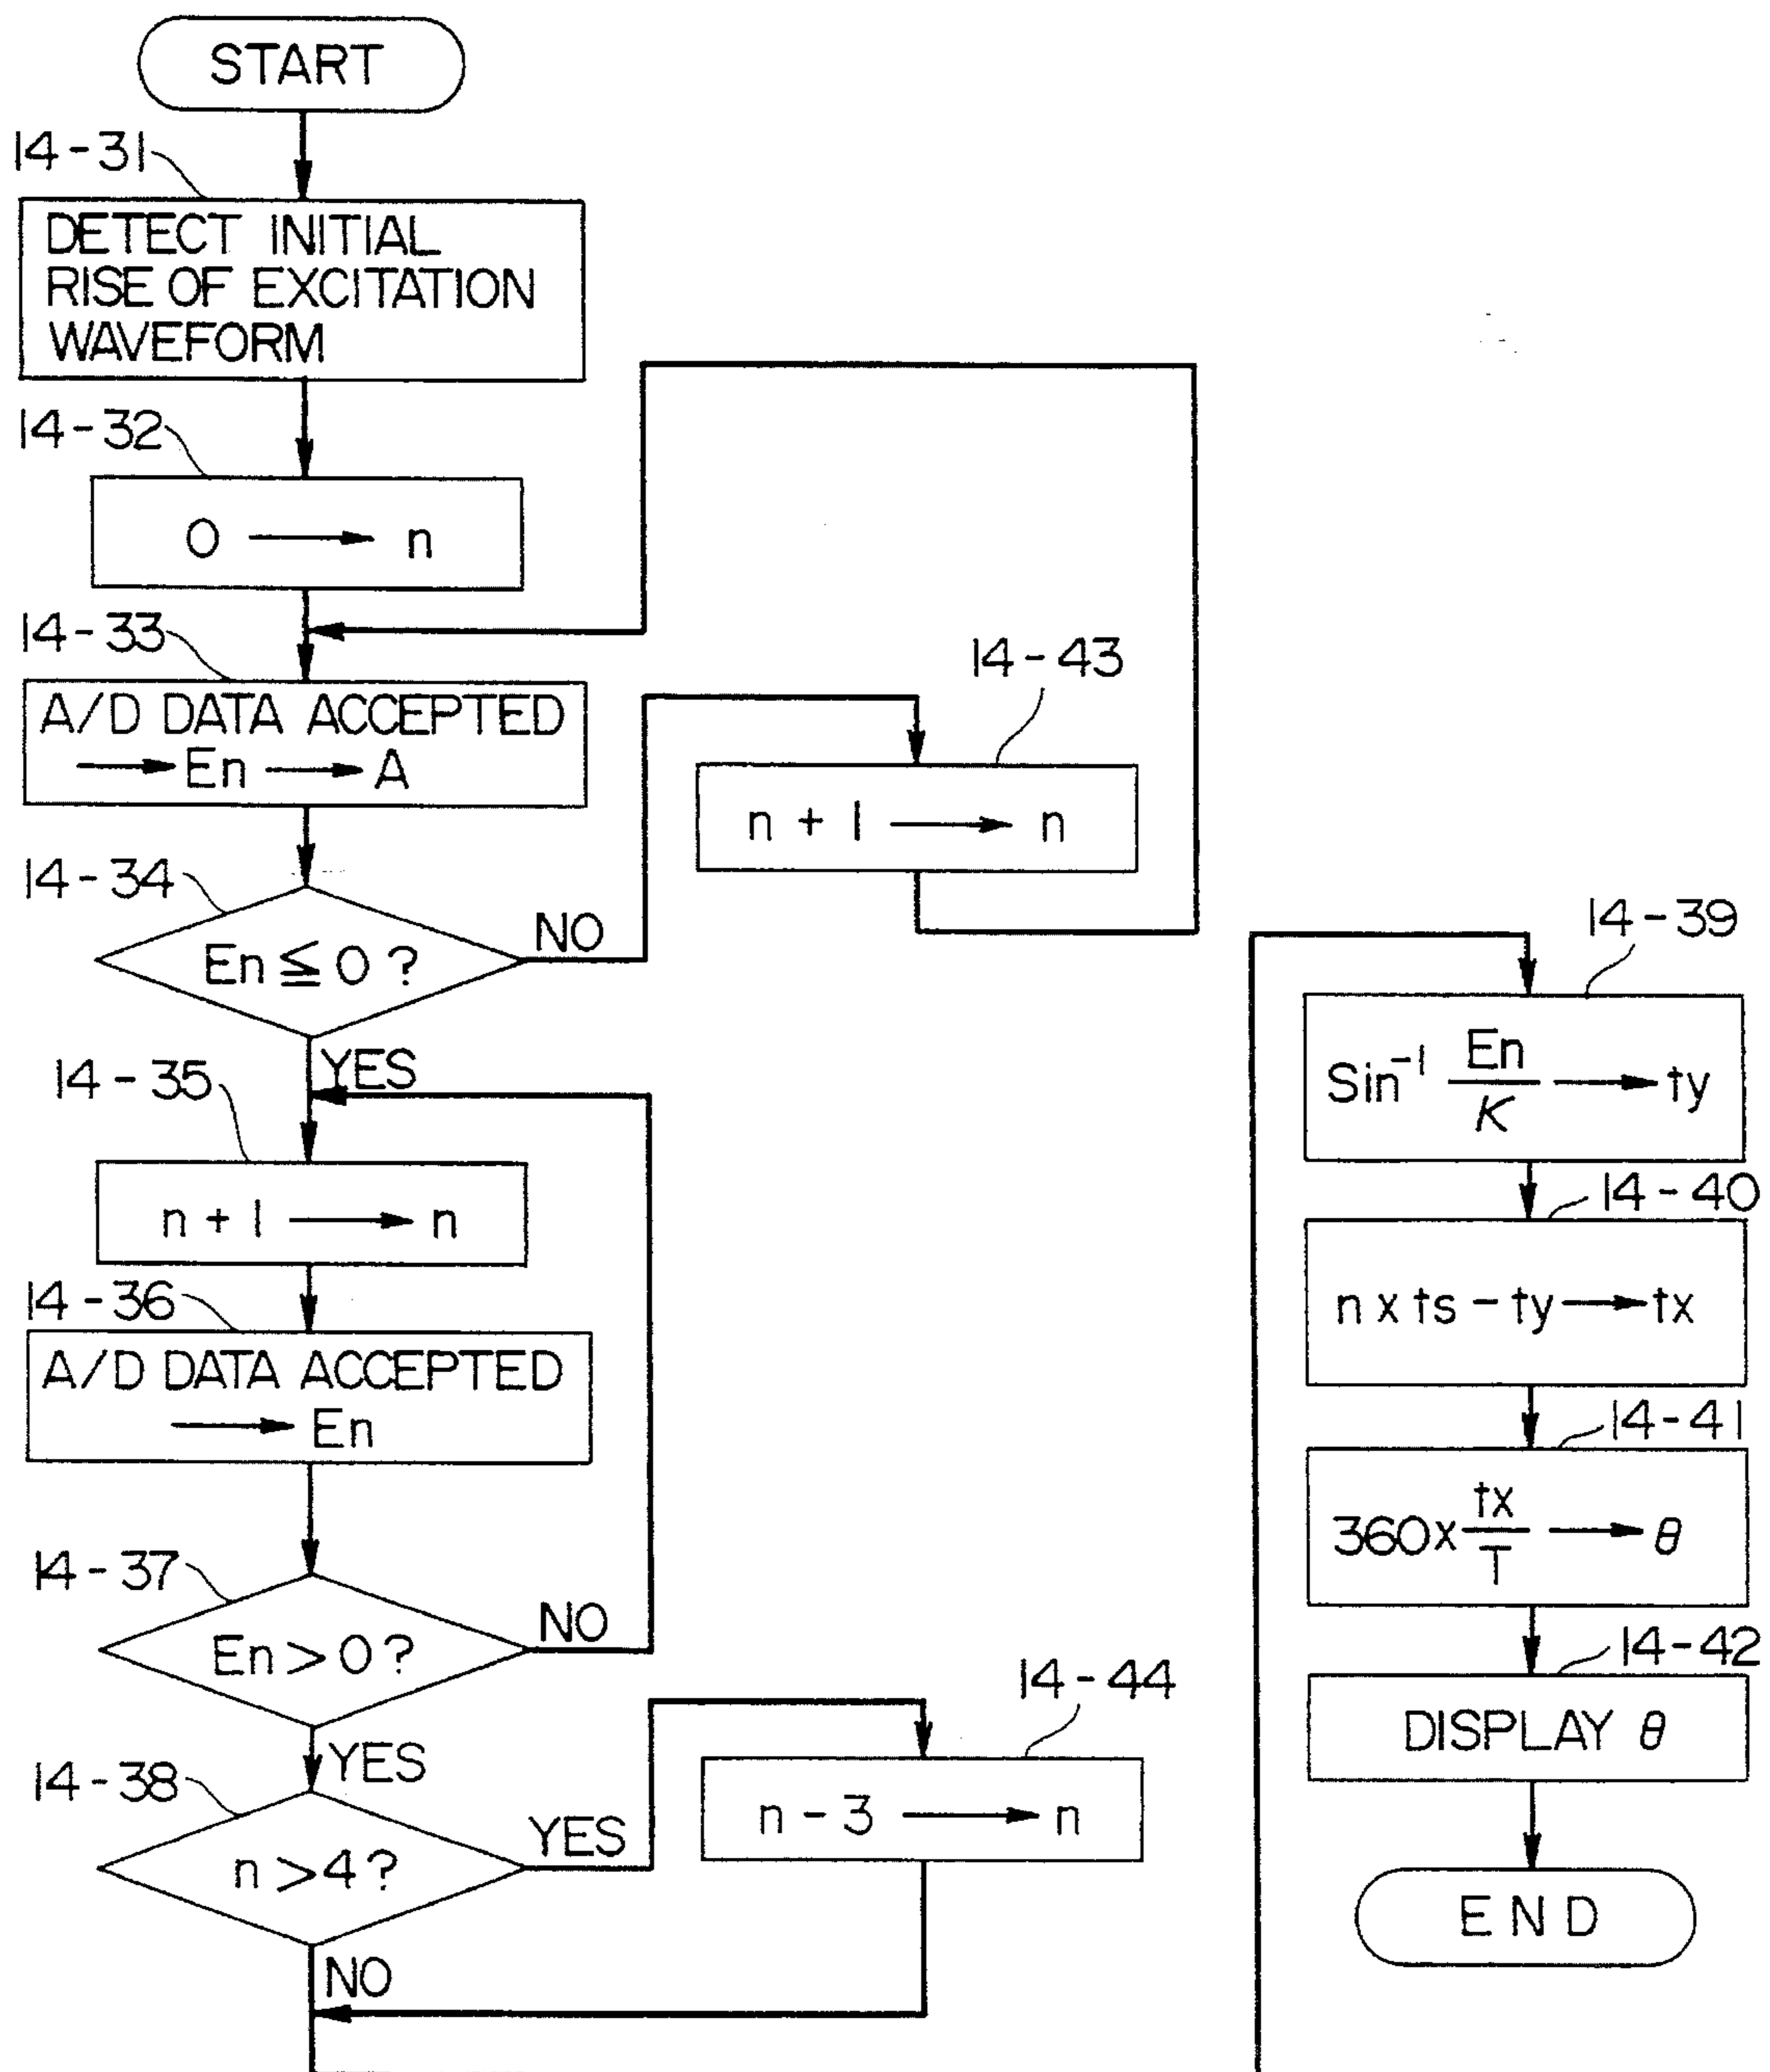 START
14-31
DETECT INITIAL
RISE OF EXCITATION
WAVEFORM
14-32
0 → n
14-33
A/D DATA ACCEPTED
→ En → A
14-43
n + 1 → n
14-34
En ≦ 0 ?
NO
YES
14-35
n + 1 → n
14-36
A/D DATA ACCEPTED
→ En
14-37
En > 0 ?
NO
YES
14-38
n > 4 ?
YES
NO
14-44
n - 3 → n
14-39
Sin⁻¹ En/K → ty
14-40
n x ts - ty → tx
14-41
360 x tx/T → θ
14-42
DISPLAY θ
END